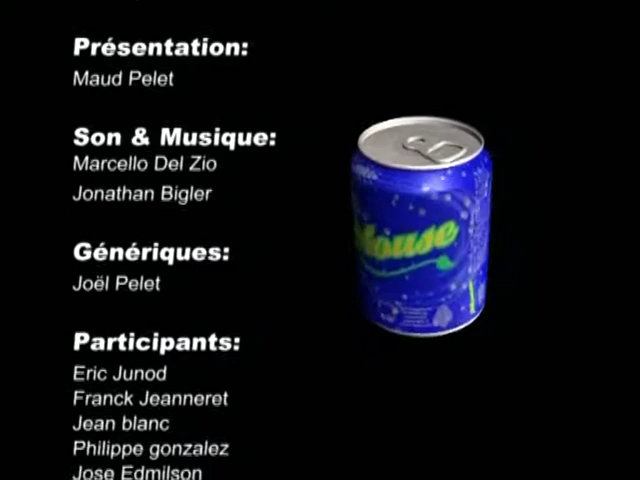 Présentation:
Maud Pelet
Son & Musique:
Marcello Del Zio
Jonathan Bigler
Génériques:
Joël Pelet
Participants:
Eric Junod
Franck Jeanneret
Jean blanc
Philippe gonzalez
Jose Edmilson
Mouse